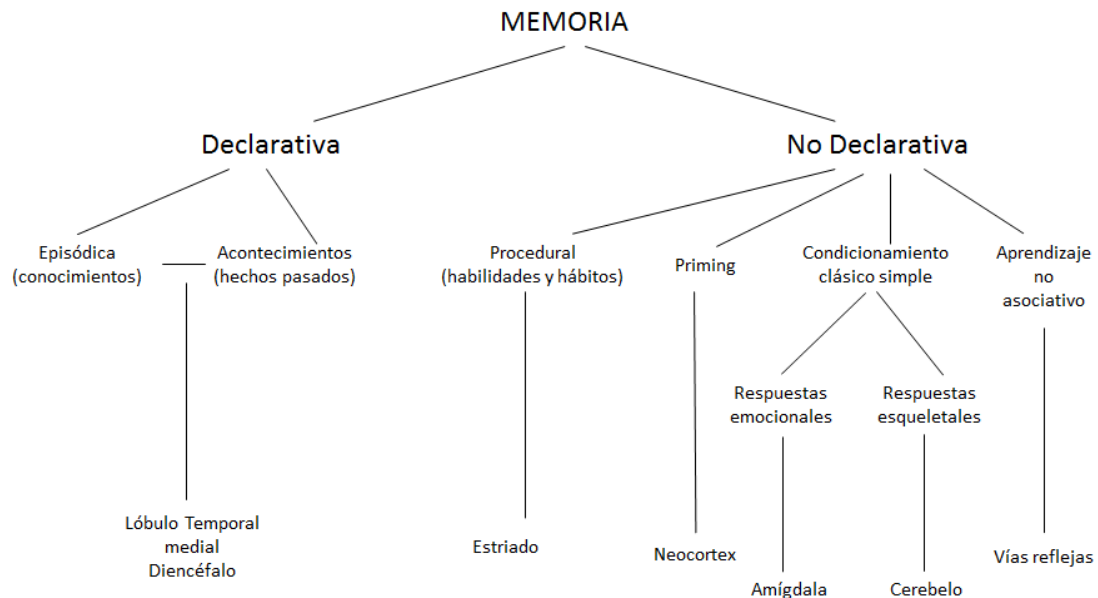 MEMORIA
Declarativa
No Declarativa
Episódica
(conocimientos)
Acontecimientos
(hechos pasados)
Procedural
(habilidades y hábitos)
Priming
Condicionamiento
clásico simple
Aprendizaje
no
asociativo
Respuestas
emocionales
Respuestas
esqueletales
Lóbulo Temporal
medial
Diencéfalo
Estriado
Neocortex
Amígdala
Cerebelo
Vías reflejas